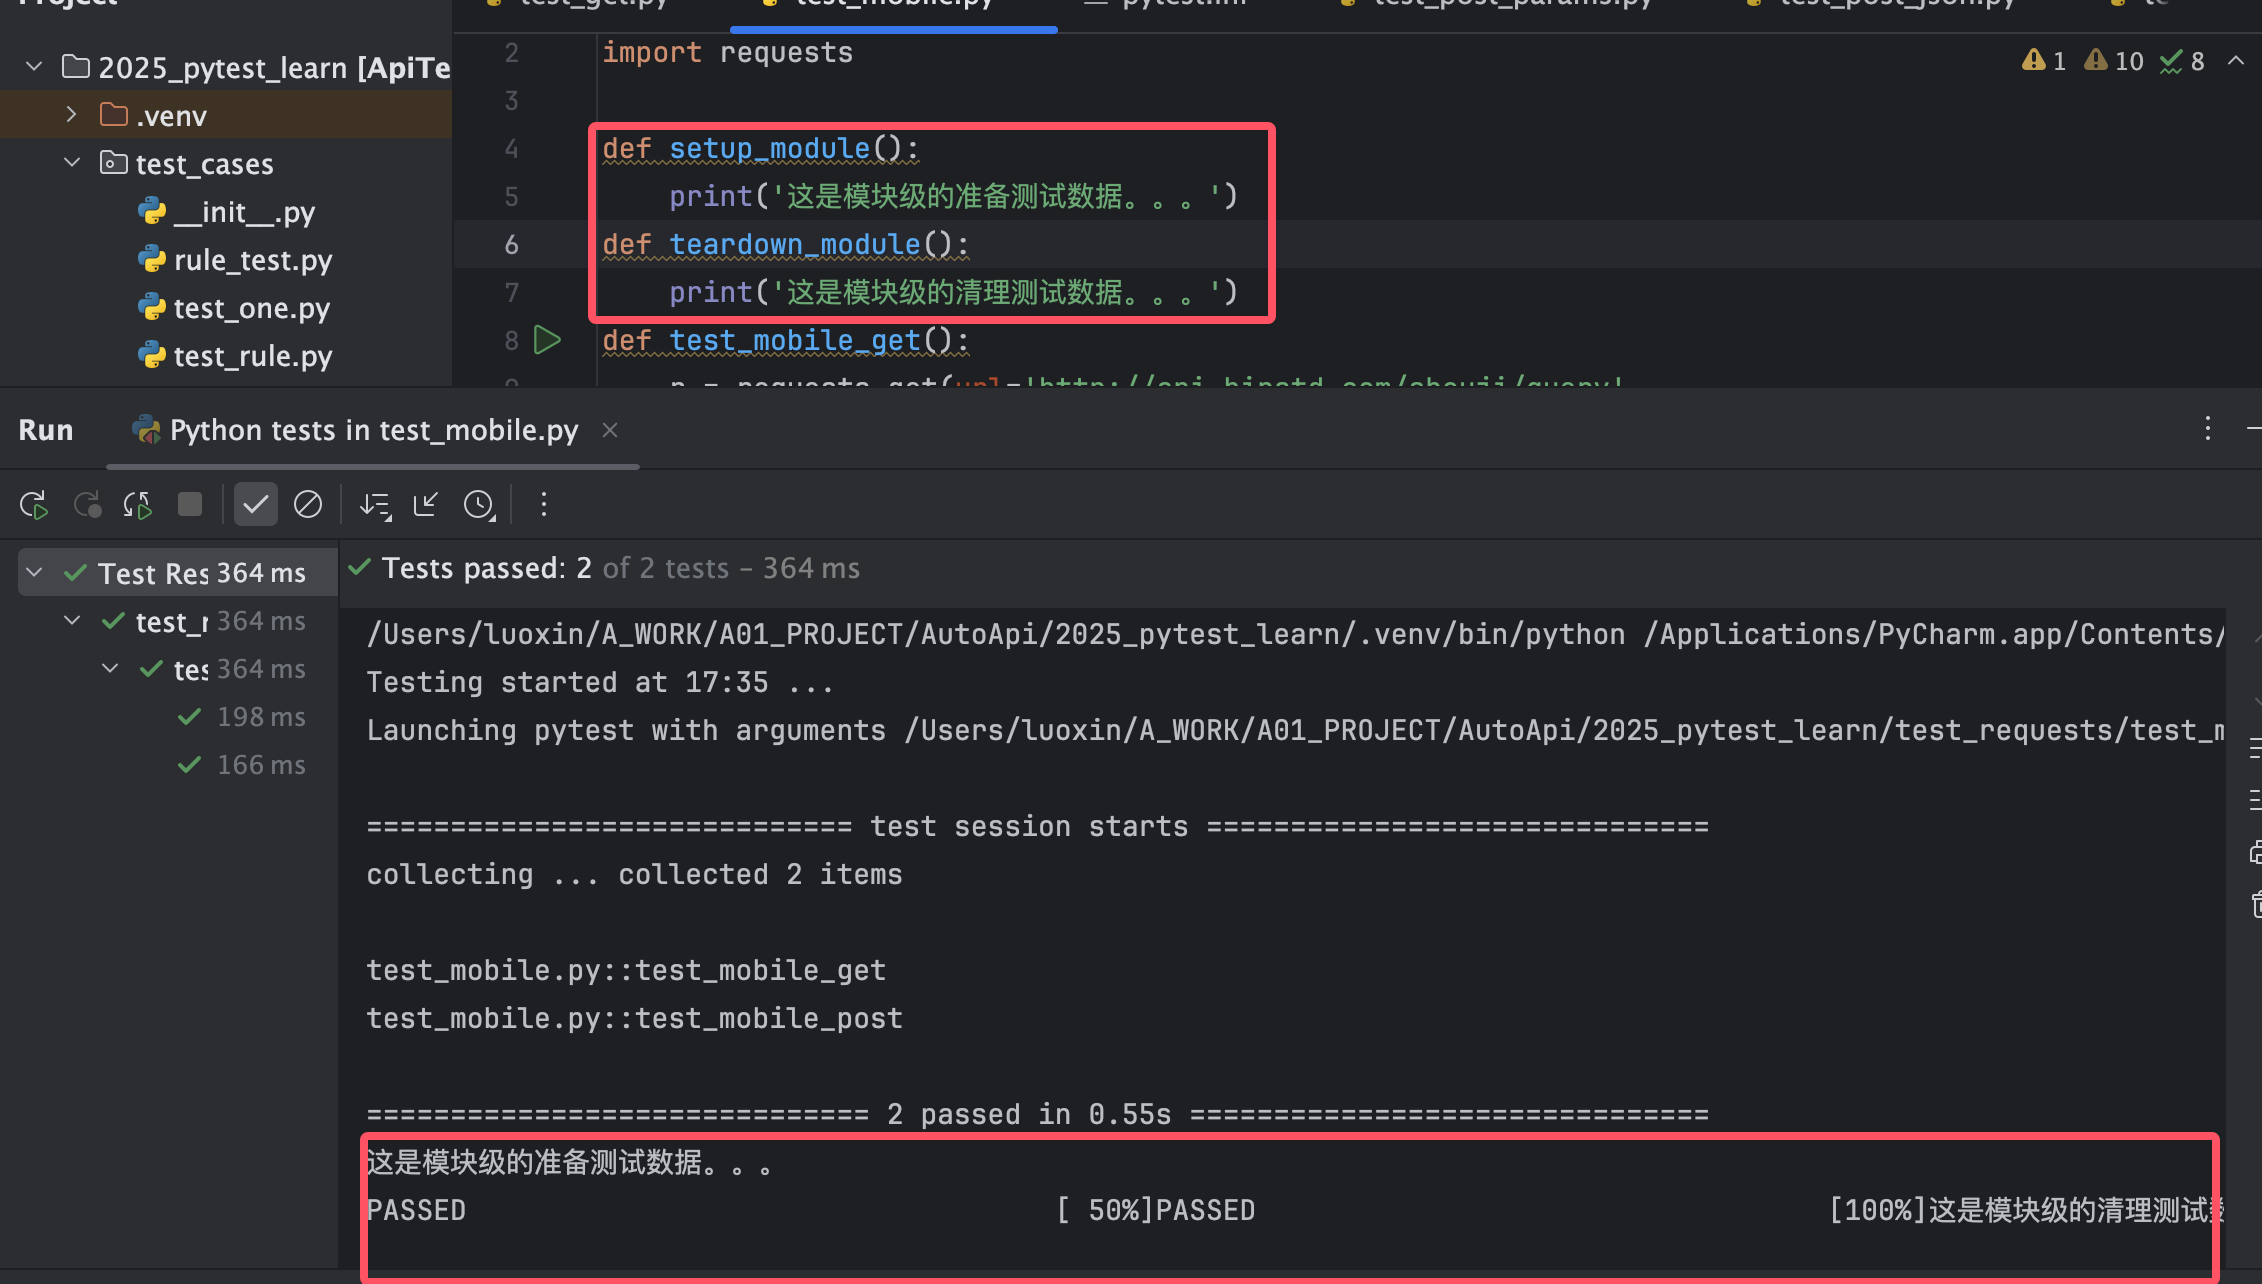 Project
test_get.py
test_mobile.py
pytest.ini
test_post_params.py
test_post_json.py
2025_pytest_learn [ApiTe
.venv
test_cases
__init__.py
rule_test.py
test_one.py
test_rule.py
1 10 8
2 import requests
3
4 def setup_module():
5 print('这是模块级的准备测试数据。。。')
6 def teardown_module():
7 print('这是模块级的清理测试数据。。。')
8 def test_mobile_get():
Run
Python tests in test_mobile.py
Test Res 364 ms
364 ms
tes 364 ms
198 ms
166 ms
Tests passed: 2 of 2 tests – 364 ms
/Users/luoxin/A_WORK/A01_PROJECT/AutoApi/2025_pytest_learn/.venv/bin/python /Applications/PyCharm.app/Contents/
Testing started at 17:35 ...
Launching pytest with arguments /Users/luoxin/A_WORK/A01_PROJECT/AutoApi/2025_pytest_learn/test_requests/test_m
============================= test session starts ==============================
collecting ... collected 2 items
test_mobile.py::test_mobile_get
test_mobile.py::test_mobile_post
============================== 2 passed in 0.55s ===============================
这是模块级的准备测试数据。。。
PASSED [ 50%]PASSED [100%]这是模块级的清理测试